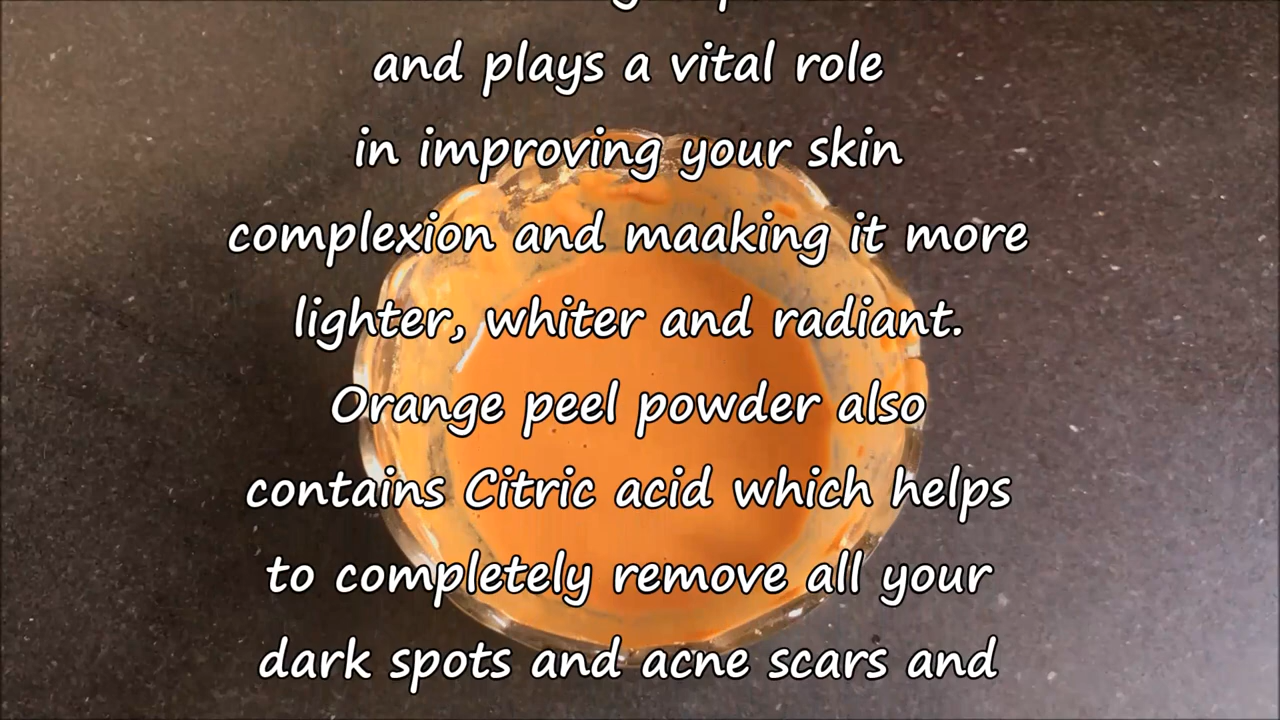 and plays a vital role
in improving your skin
complexion and maaking it more
lighter, whiter and radiant.
Orange peel powder also
contains Citric acid which helps
to completely remove all your
dark spots and acne scars and